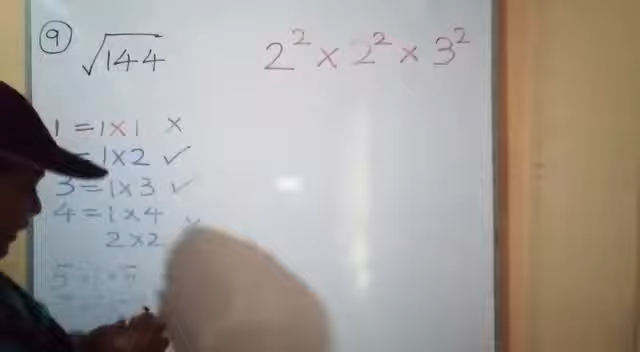 9
√144
2² x 2² x 3²
1 = 1 x 1 x
= 1 x 2 ✓
3 = 1 x 3 ✓
4 = 1 x 4 x
2 x 2